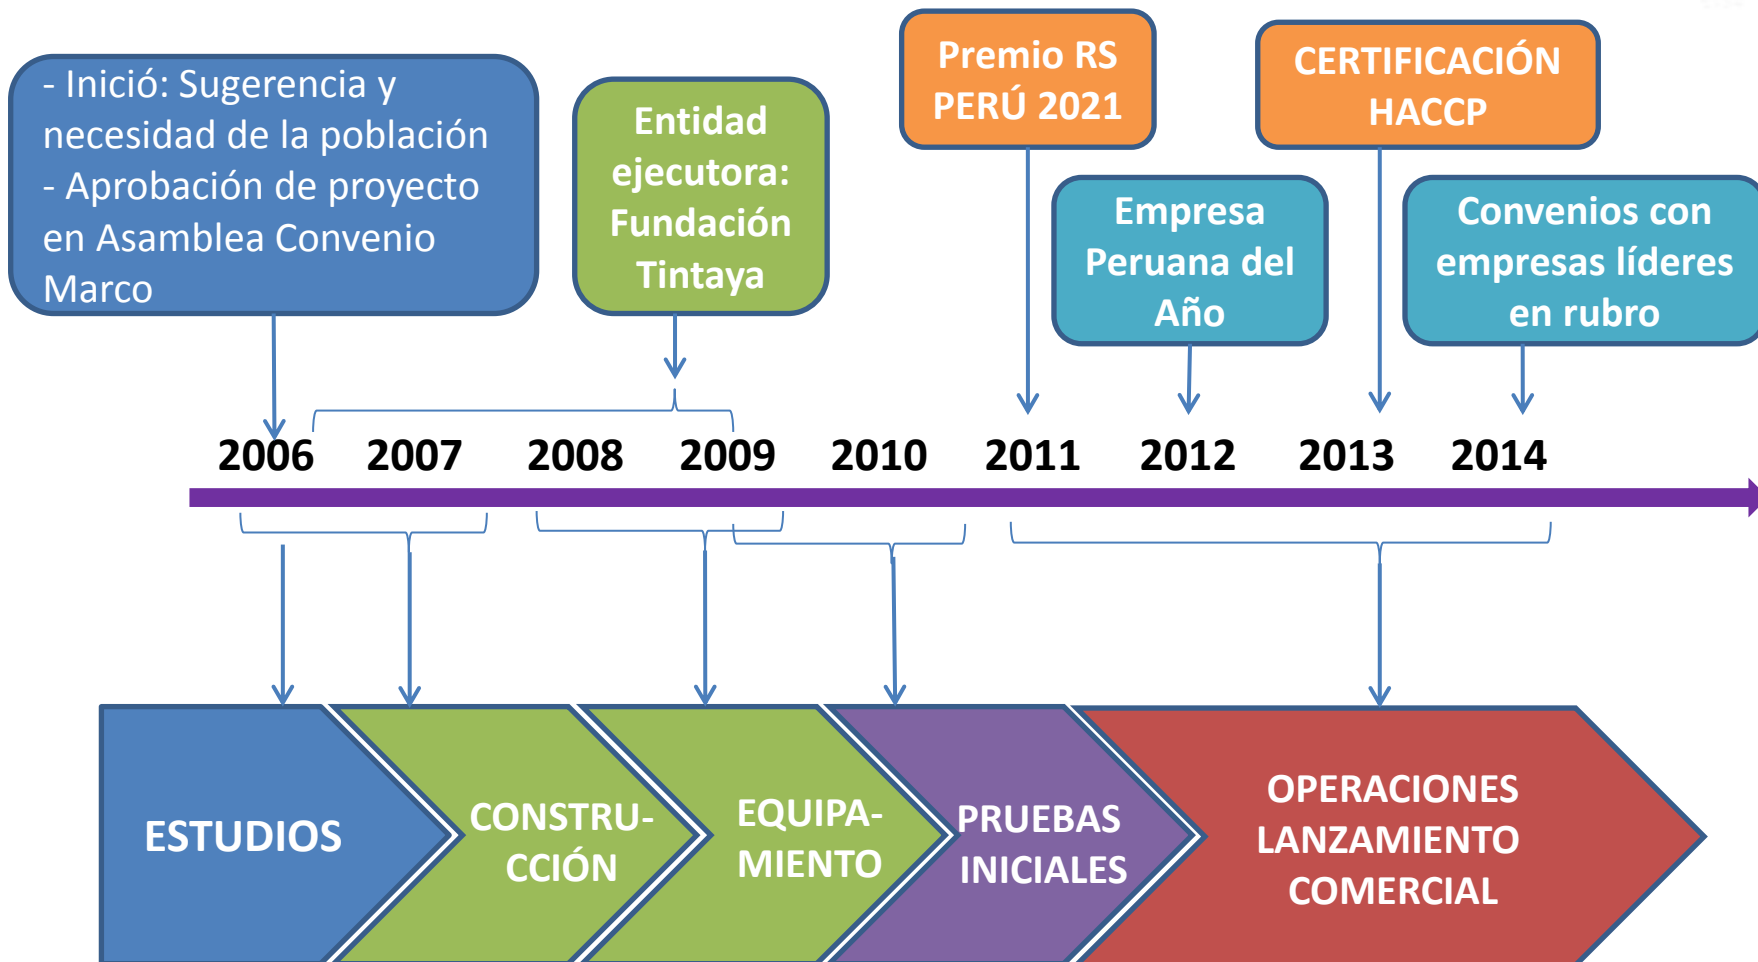 - Inició: Sugerencia y
necesidad de la población
- Aprobación de proyecto
en Asamblea Convenio
Marco
Entidad
ejecutora:
Fundación
Tintaya
Premio RS
PERÚ 2021
Empresa
Peruana del
Año
CERTIFICACIÓN
HACCP
Convenios con
empresas líderes
en rubro
2006 2007 2008 2009 2010 2011 2012 2013 2014
ESTUDIOS
CONSTRU-
CCIÓN
EQUIPA-
MIENTO
PRUEBAS
INICIALES
OPERACIONES
LANZAMIENTO
COMERCIAL